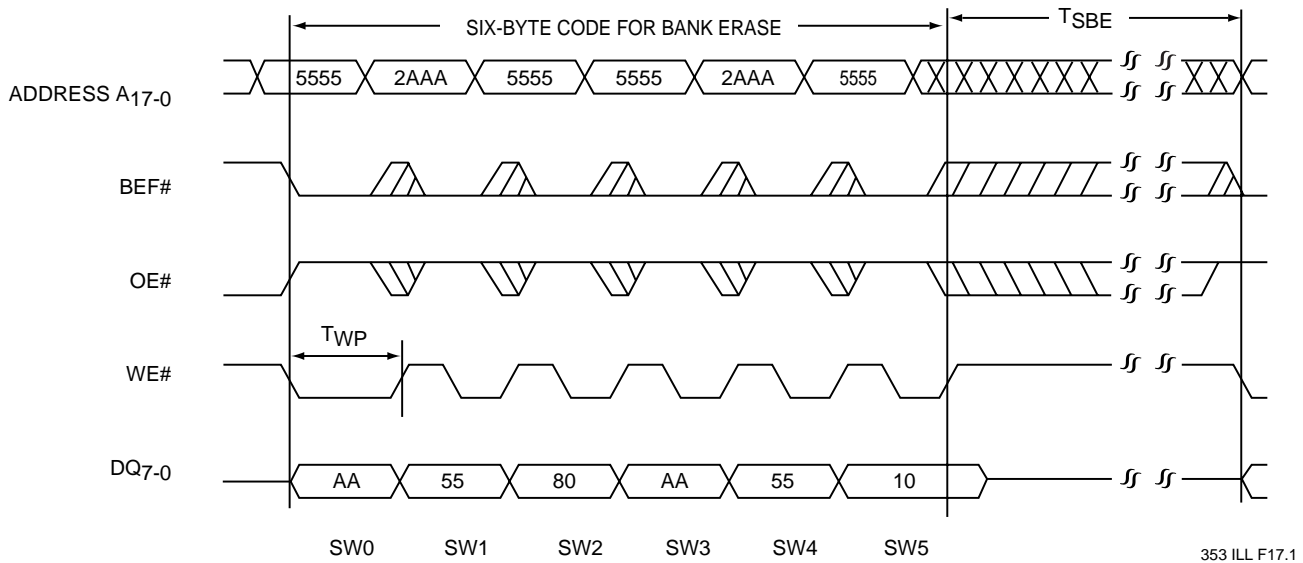 SIX-BYTE CODE FOR BANK ERASE TSBE
ADDRESS A17-0 5555 2AAA 5555 5555 2AAA 5555
BEF#
OE#
TWP
WE#
DQ7-0 AA 55 80 AA 55 10
SW0 SW1 SW2 SW3 SW4 SW5
353 ILL F17.1